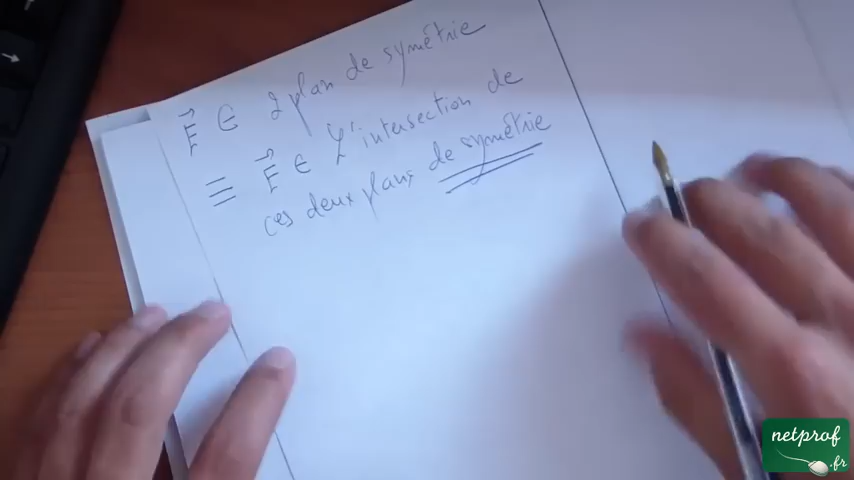 F⃗ ∈ 2 plan de symétrie
≡ F⃗ ∈ l'intersection de
ces deux plans de symétrie
netprof
.fr